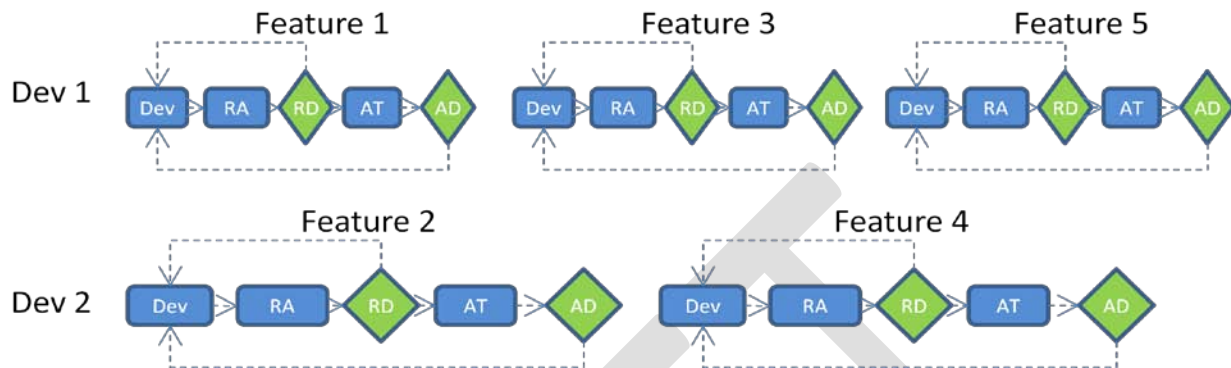 Feature 1 Feature 3 Feature 5
Dev 1 Dev RA RD AT AD Dev RA RD AT AD Dev RA RD AT AD
Feature 2 Feature 4
Dev 2 Dev RA RD AT AD Dev RA RD AT AD